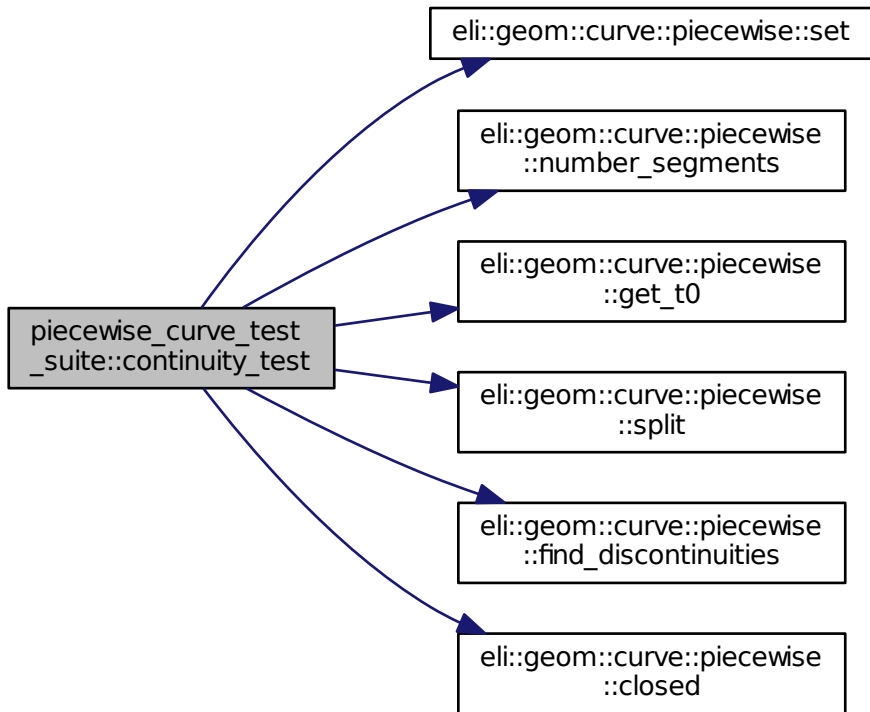 eli::geom::curve::piecewise::set
eli::geom::curve::piecewise
::number_segments
eli::geom::curve::piecewise
::get_t0
piecewise_curve_test
_suite::continuity_test
eli::geom::curve::piecewise
::split
eli::geom::curve::piecewise
::find_discontinuities
eli::geom::curve::piecewise
::closed